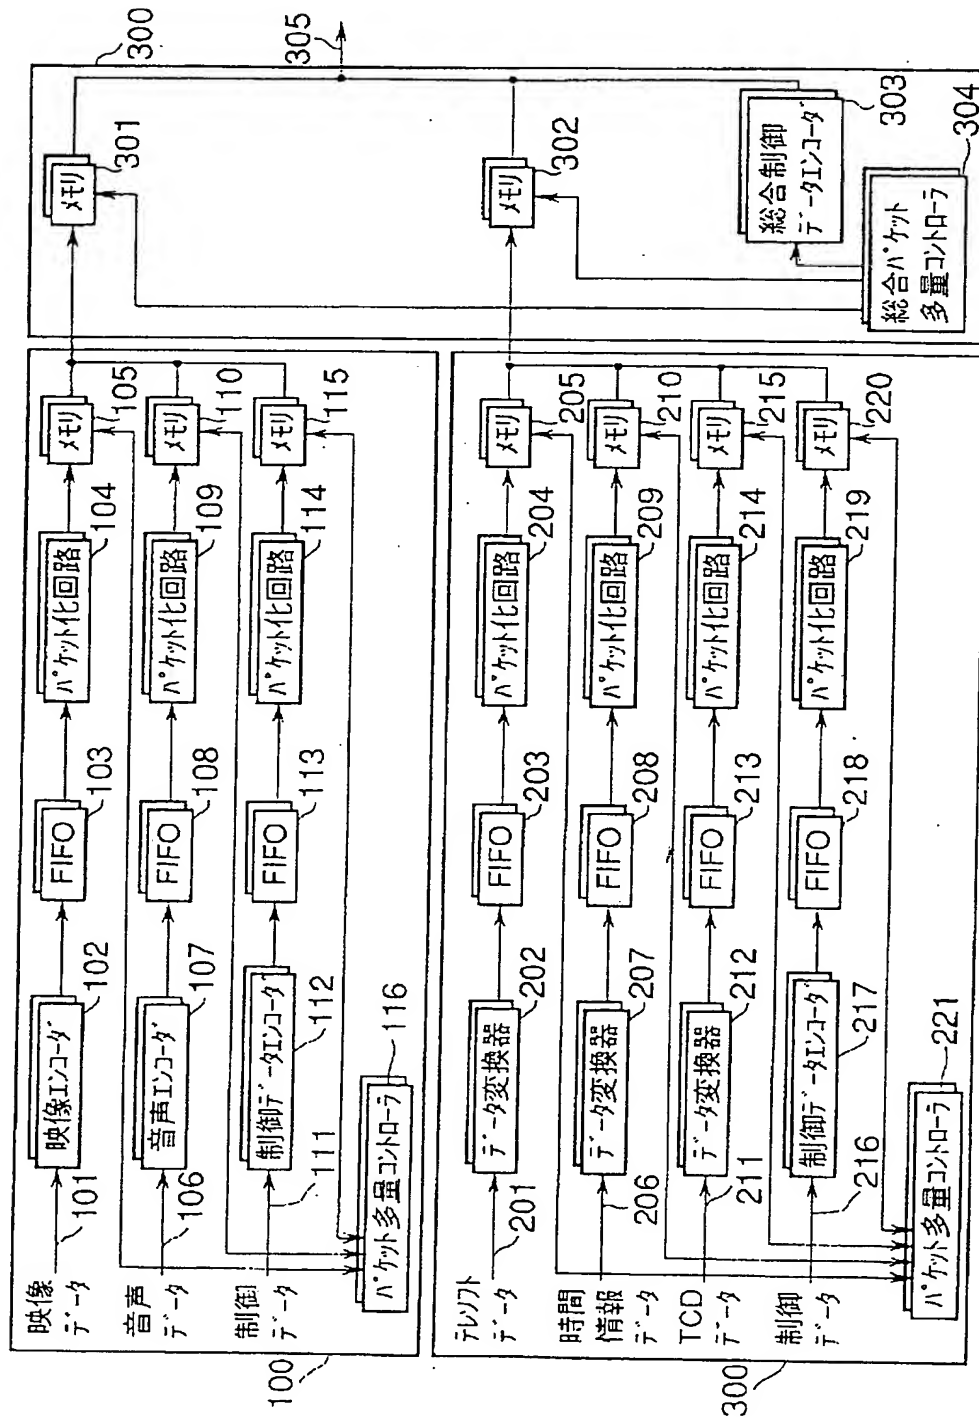 300
305
メモリ
301
メモリ
302
総合制御
データエンコーダ
303
総合パケット
多量コントローラ
304
映像
データ
101
映像エンコーダ
102
FIFO
103
パケット化回路
104
メモリ
105
音声
データ
106
音声エンコーダ
107
FIFO
108
パケット化回路
109
メモリ
110
制御
データ
111
制御データエンコーダ
112
FIFO
113
パケット化回路
114
メモリ
115
パケット多量コントローラ
116
100
テレソフト
データ
201
データ変換器
202
FIFO
203
パケット化回路
204
メモリ
205
時間
情報
データ
206
データ変換器
207
FIFO
208
パケット化回路
209
メモリ
210
TCD
データ
211
データ変換器
212
FIFO
213
パケット化回路
214
メモリ
215
制御
データ
216
制御データエンコーダ
217
FIFO
218
パケット化回路
219
メモリ
220
パケット多量コントローラ
221
300